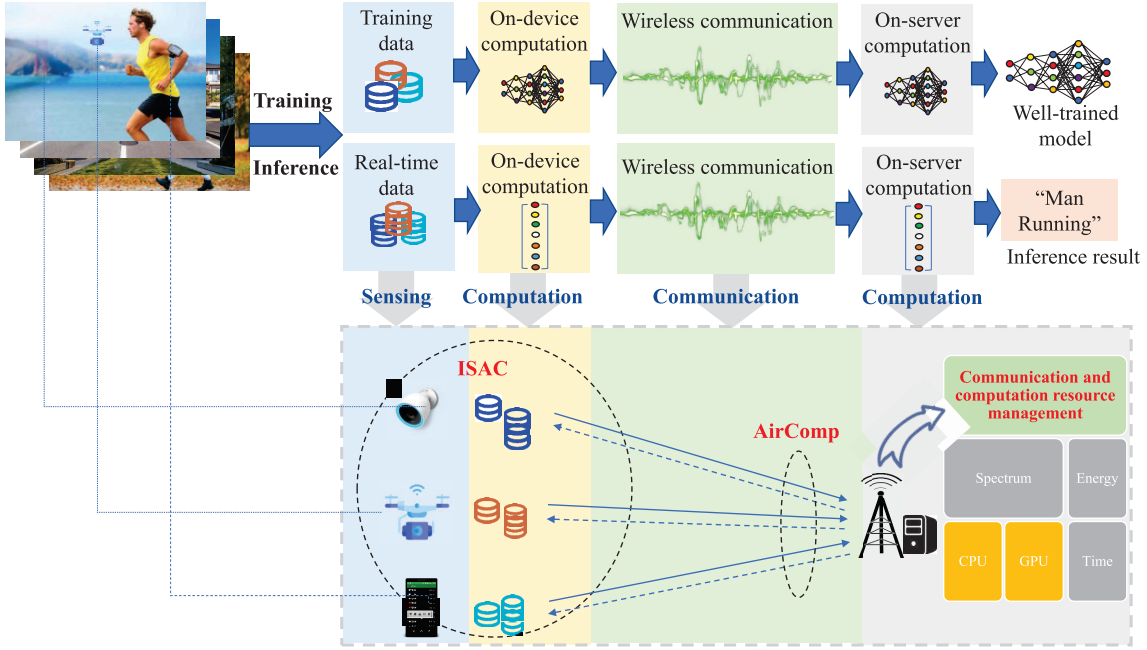 Training
Inference
Training
data
On-device
computation
Wireless communication
On-server
computation
Well-trained
model
Real-time
data
On-device
computation
Wireless communication
On-server
computation
“Man
Running”
Inference result
Sensing
Computation
Communication
Computation
ISAC
AirComp
Communication and
computation resource
management
Spectrum
Energy
CPU
GPU
Time